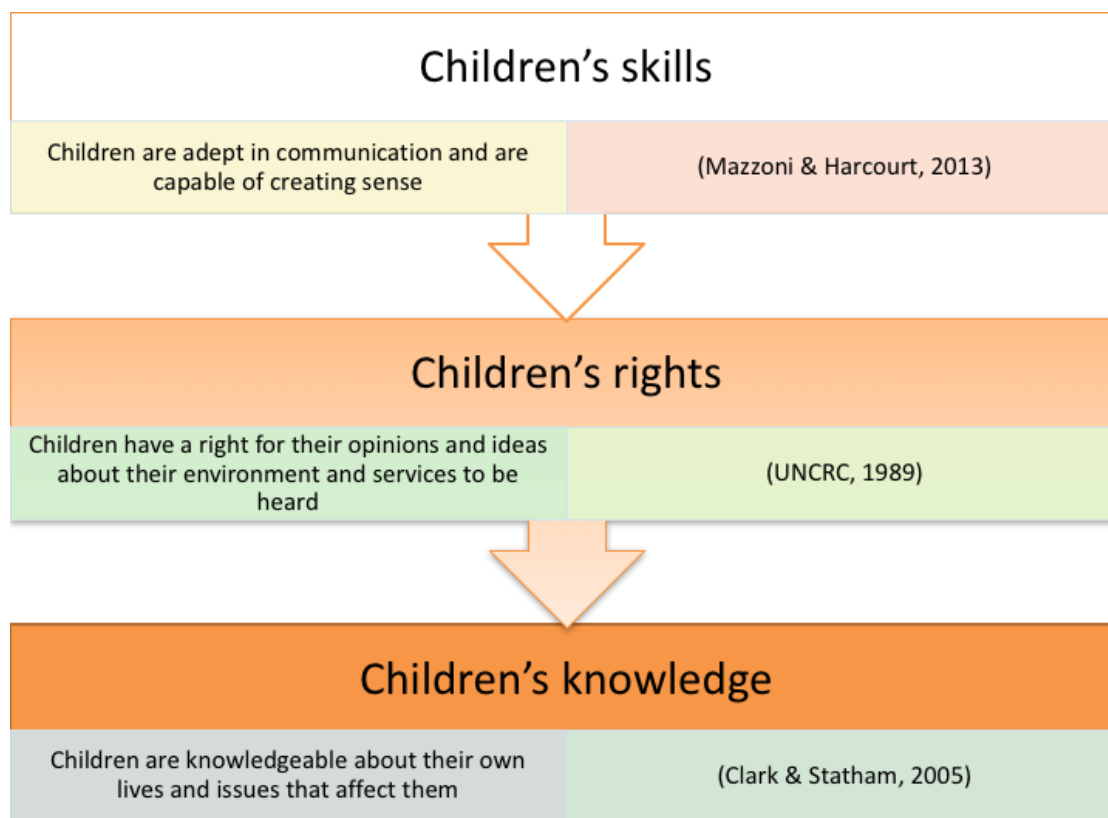 Children’s skills
Children are adept in communication and are
capable of creating sense
(Mazzoni & Harcourt, 2013)
Children’s rights
Children have a right for their opinions and ideas
about their environment and services to be
heard
(UNCRC, 1989)
Children’s knowledge
Children are knowledgeable about their own
lives and issues that affect them
(Clark & Statham, 2005)